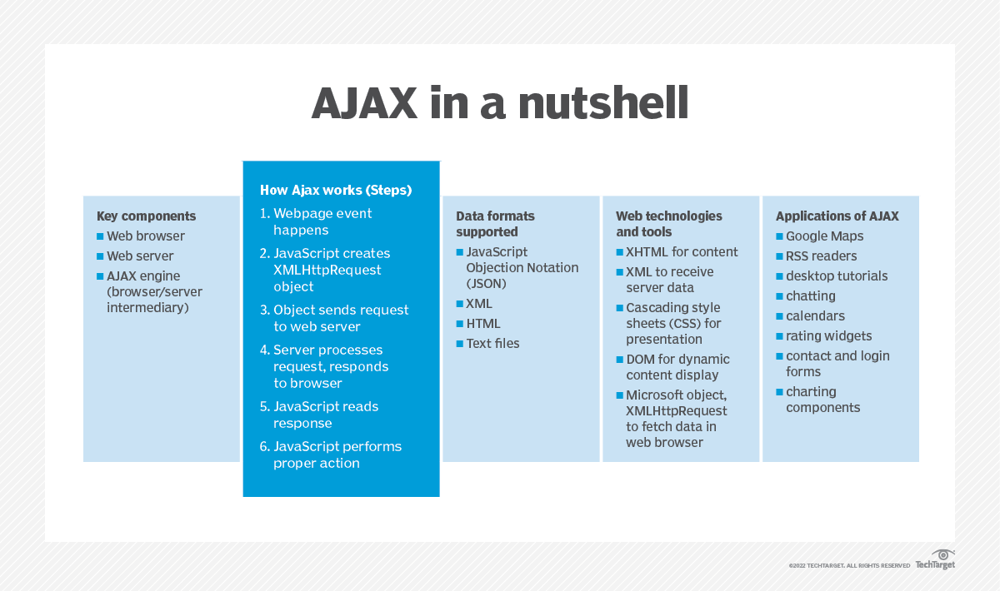 AJAX in a nutshell
Key components
Web browser
Web server
AJAX engine
(browser/server
intermediary)
How Ajax works (Steps)
1. Webpage event
happens
2. JavaScript creates
XMLHttpRequest
object
3. Object sends request
to web server
4. Server processes
request, responds
to browser
5. JavaScript reads
response
6. JavaScript performs
proper action
Data formats
supported
JavaScript
Objection Notation
(JSON)
XML
HTML
Text files
Web technologies
and tools
XHTML for content
XML to receive
server data
Cascading style
sheets (CSS) for
presentation
DOM for dynamic
content display
Microsoft object,
XMLHttpRequest
to fetch data in
web browser
Applications of AJAX
Google Maps
RSS readers
desktop tutorials
chatting
calendars
rating widgets
contact and login
forms
charting
components
©2022 TECHTARGET. ALL RIGHTS RESERVED
TechTarget